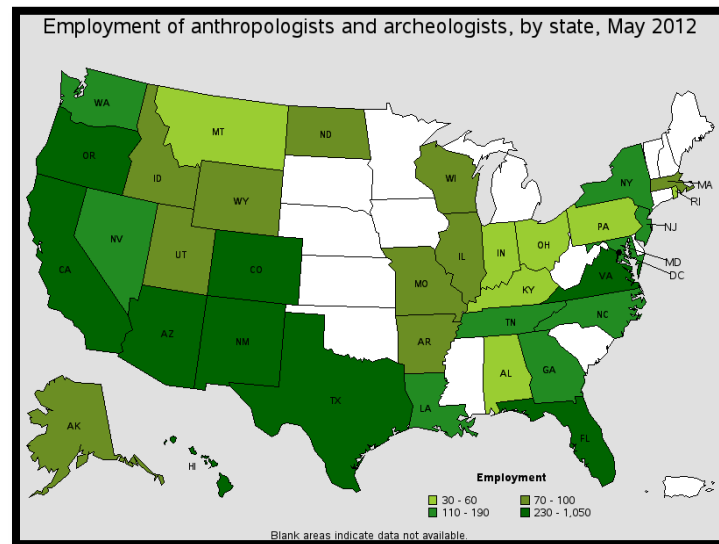 Employment of anthropologists and archeologists, by state, May 2012
WA
MT
ND
OR
ID
WY
WI
NY
MA
RI
NV
UT
CO
CA
IL
IN
OH
PA
NJ
MD
DC
MO
KY
VA
AZ
NM
AR
TN
NC
TX
LA
AL
GA
FL
AK
HI
Employment
30 - 60
70 - 100
110 - 190
230 - 1,050
Blank areas indicate data not available.